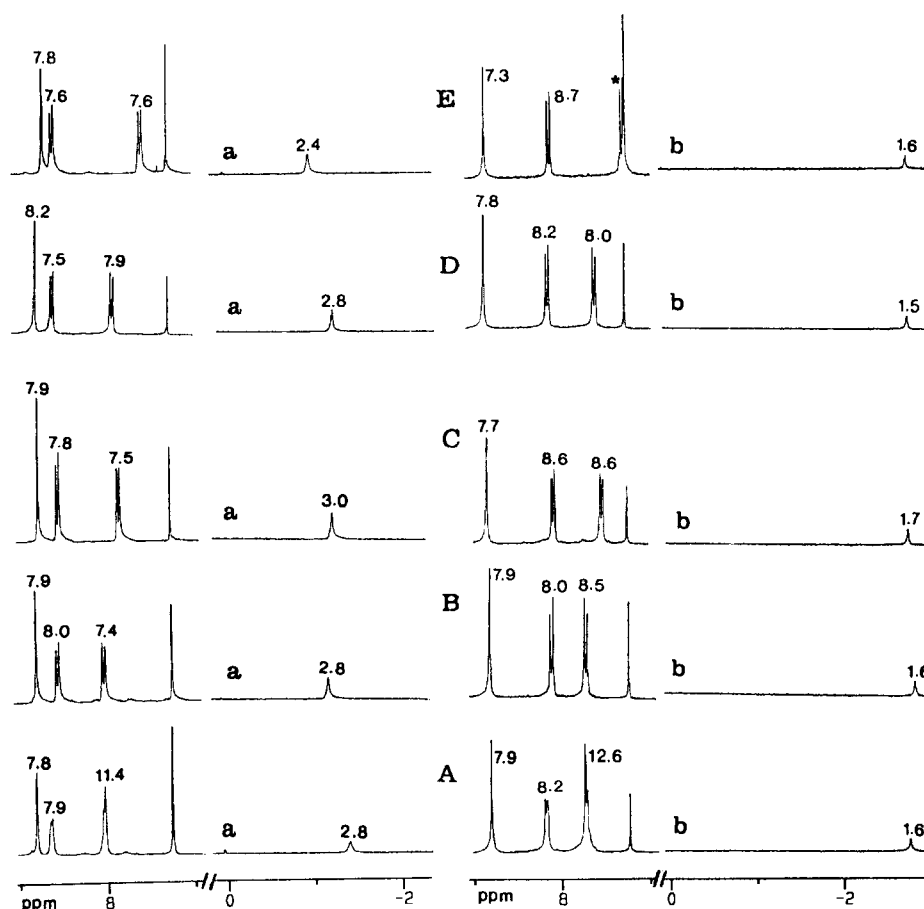 7.8 7.6 7.6 a 2.4 E 7.3 8.7 * b 1.6
8.2 7.5 7.9 a 2.8 D 7.8 8.2 8.0 b 1.5
7.9 7.8 7.5 a 3.0 C 7.7 8.6 8.6 b 1.7
7.9 8.0 7.4 a 2.8 B 7.9 8.0 8.5 b 1.6
7.8 7.9 11.4 a 2.8 A 7.9 8.2 12.6 b 1.6
ppm 8 0 -2 ppm 8 0 -2